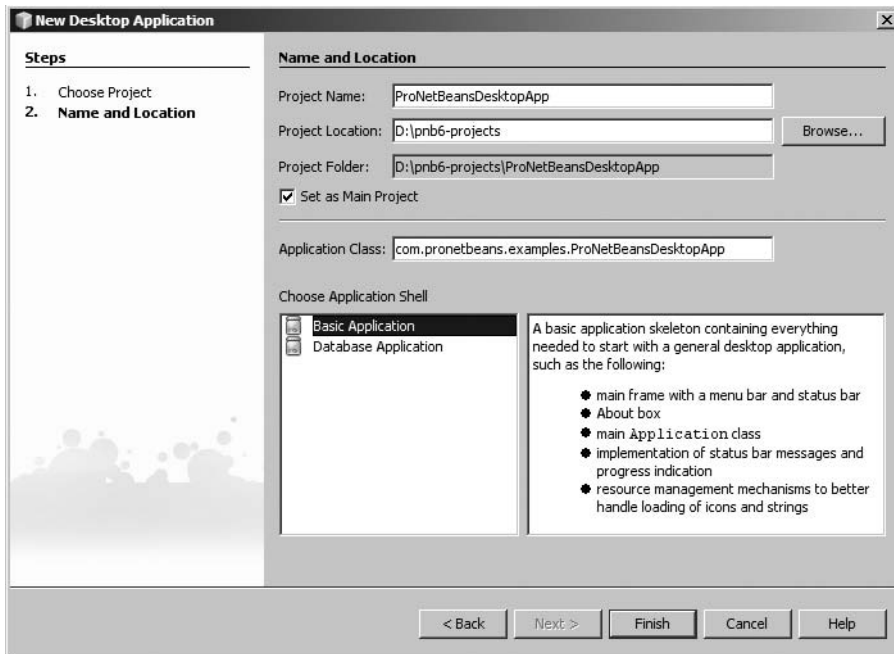 New Desktop Application
Steps
1. Choose Project
2. Name and Location
Name and Location
Project Name: ProNetBeansDesktopApp
Project Location: D:\pnb6-projects Browse...
Project Folder: D:\pnb6-projects\ProNetBeansDesktopApp
Set as Main Project
Application Class: com.pronetbeans.examples.ProNetBeansDesktopApp
Choose Application Shell
Basic Application
Database Application
A basic application skeleton containing everything
needed to start with a general desktop application,
such as the following:
● main frame with a menu bar and status bar
● About box
● main Application class
● implementation of status bar messages and
progress indication
● resource management mechanisms to better
handle loading of icons and strings
< Back Next > Finish Cancel Help